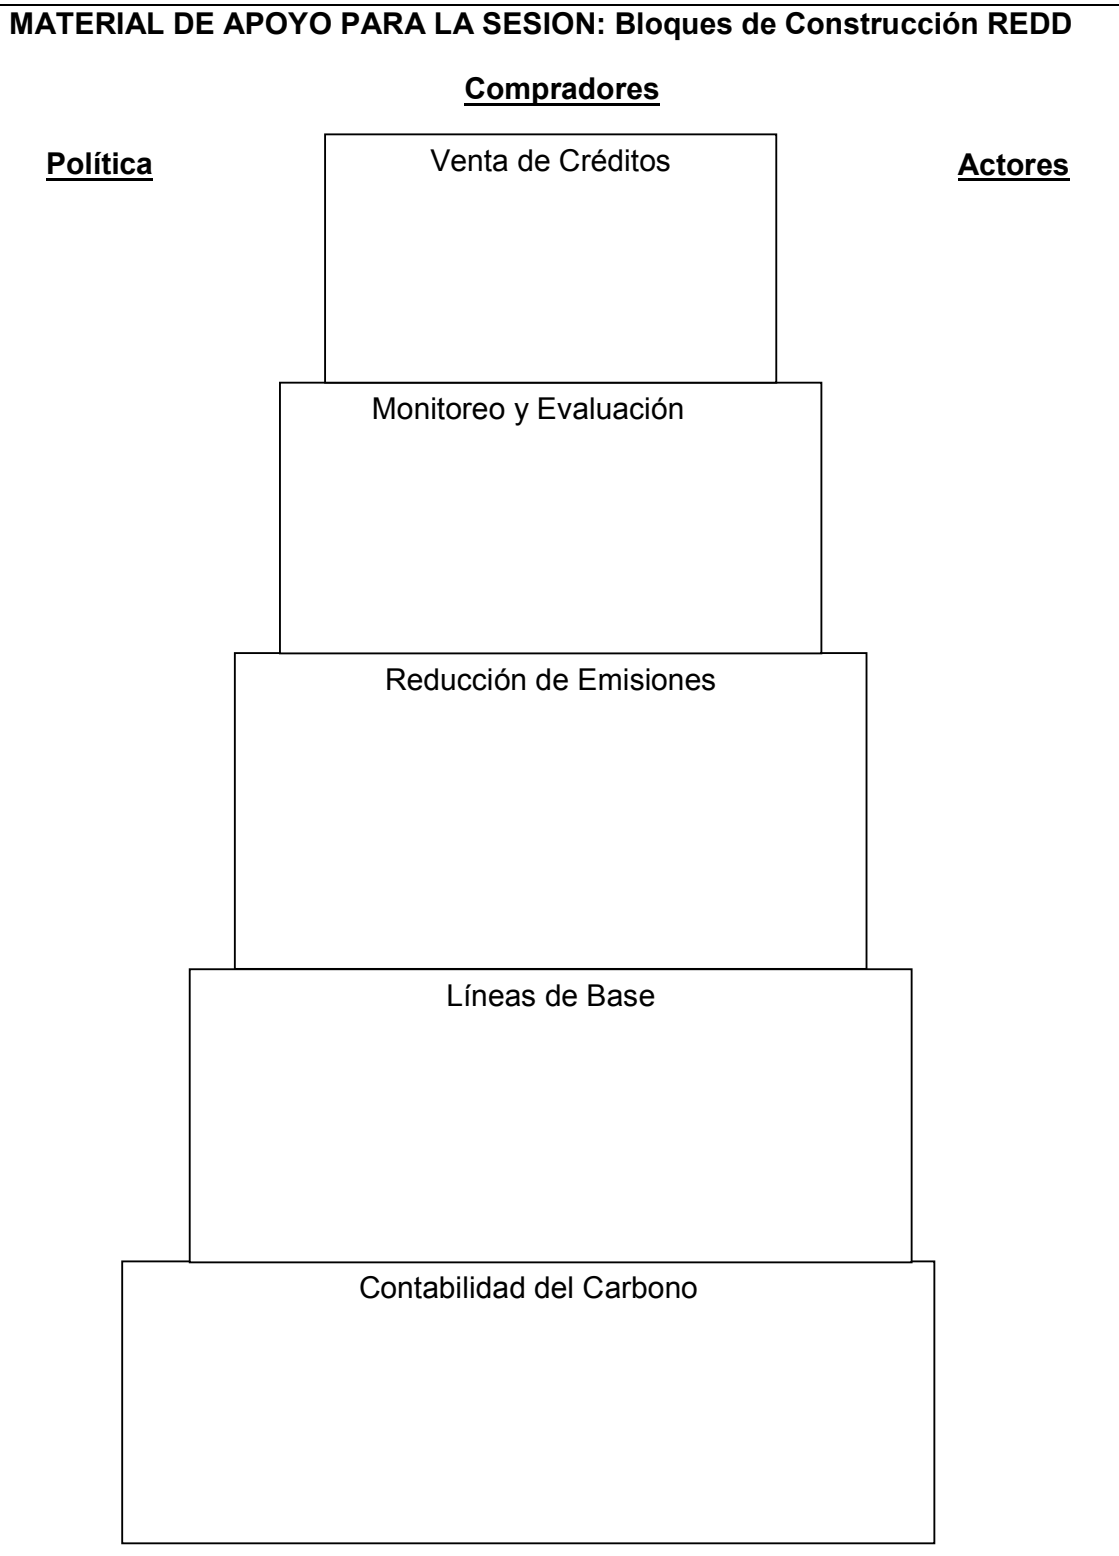 MATERIAL DE APOYO PARA LA SESION: Bloques de Construcción REDD
Compradores
Política
Venta de Créditos
Actores
Monitoreo y Evaluación
Reducción de Emisiones
Líneas de Base
Contabilidad del Carbono